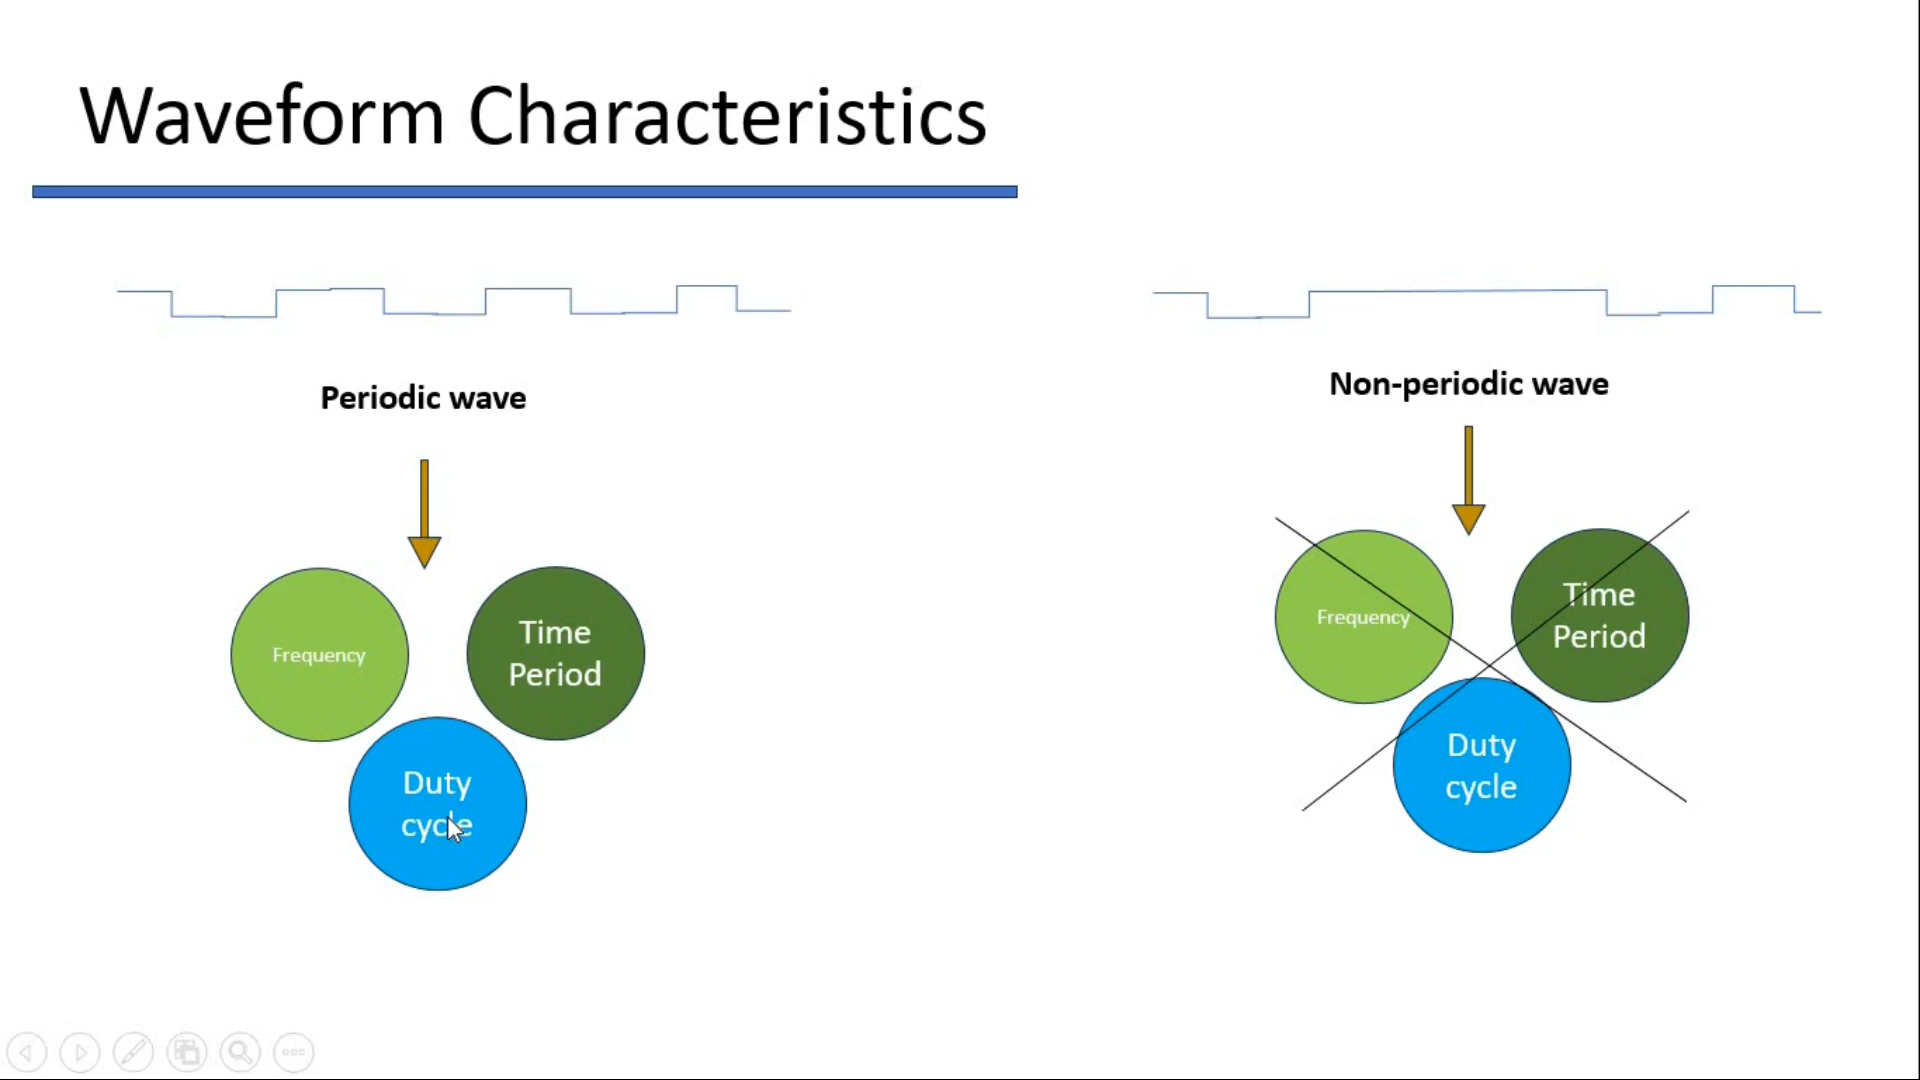 Waveform Characteristics
Periodic wave
Frequency
Time
Period
Duty
cycle
Non-periodic wave
Frequency
Time
Period
Duty
cycle